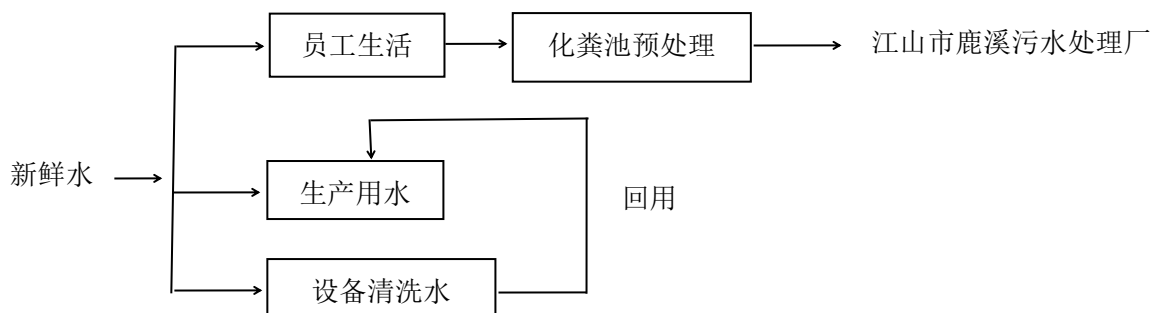 员工生活
化粪池预处理
江山市鹿溪污水处理厂
新鲜水
生产用水
回用
设备清洗水